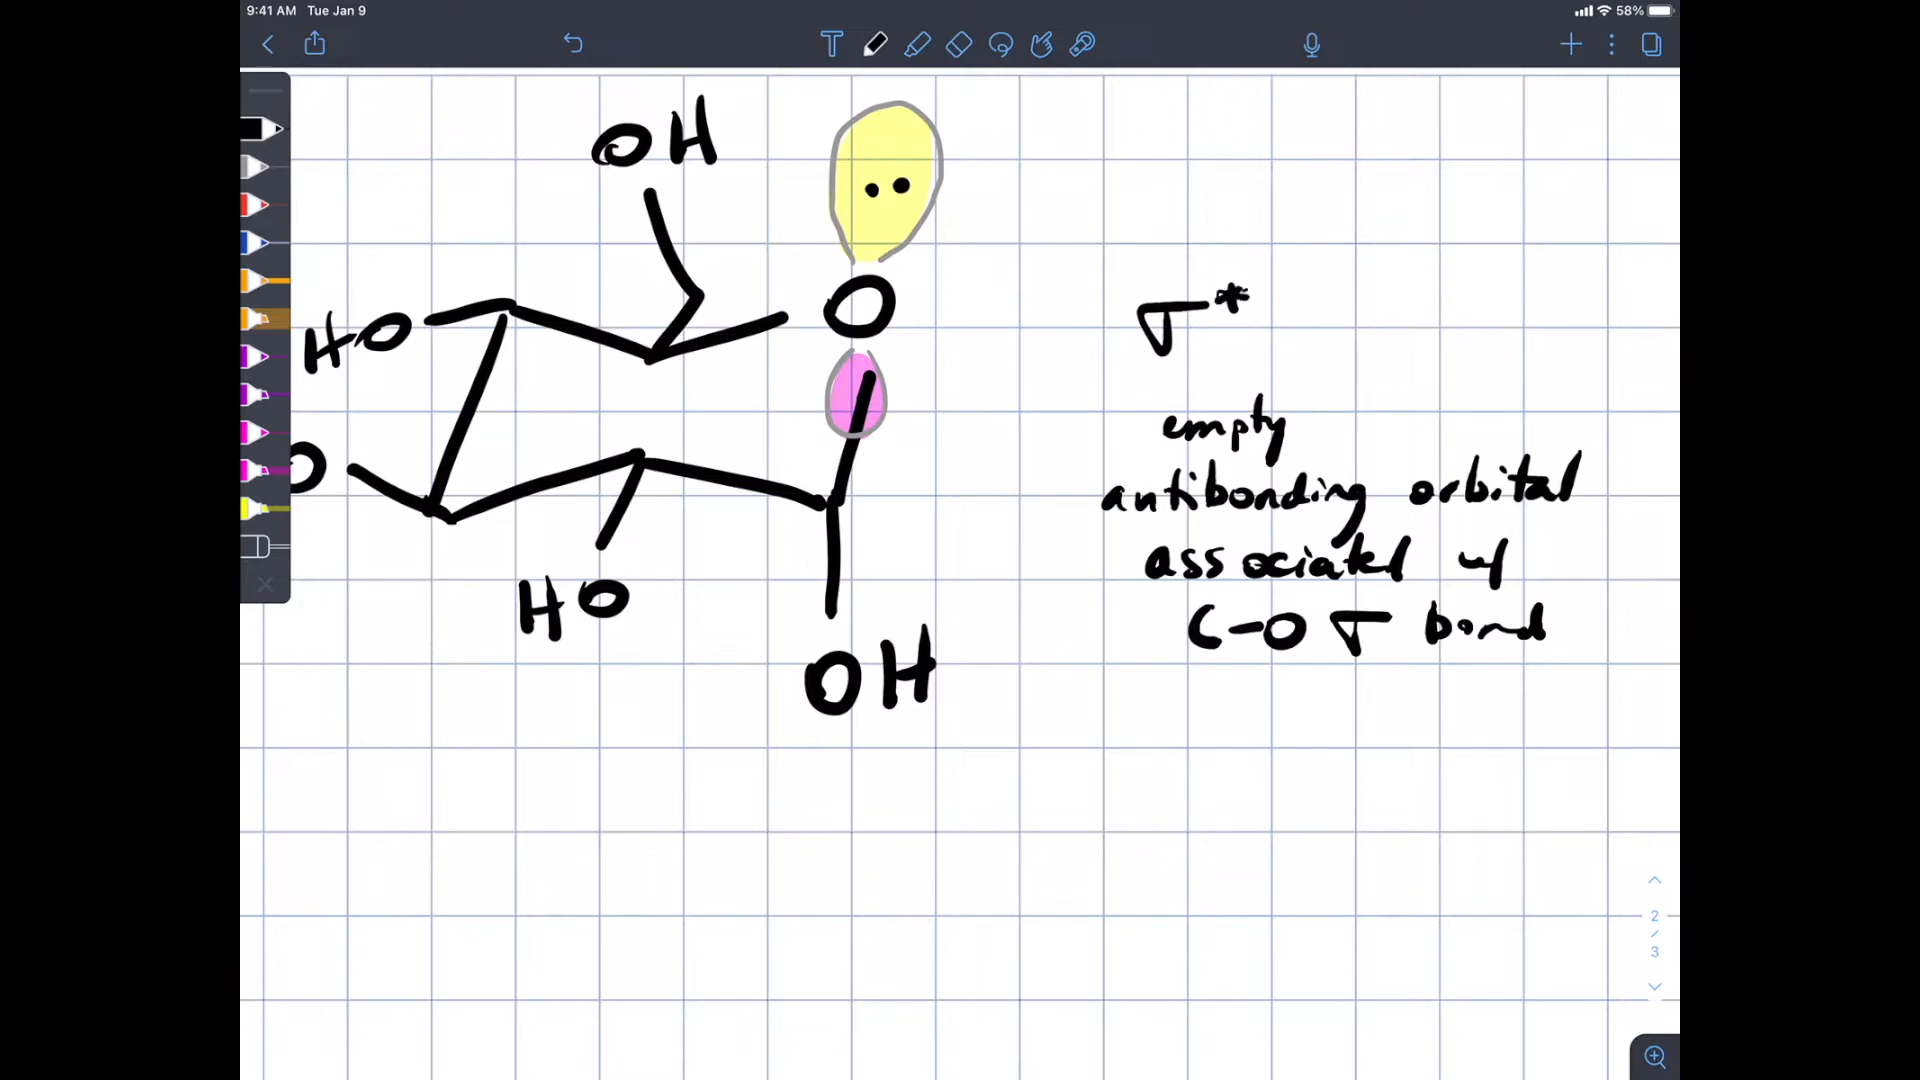 9:41 AM Tue Jan 9
58%
T
OH
HO
O
σ*
O
empty
antibonding orbital
associated w/
C-O σ bond
HO
OH
2
/
3